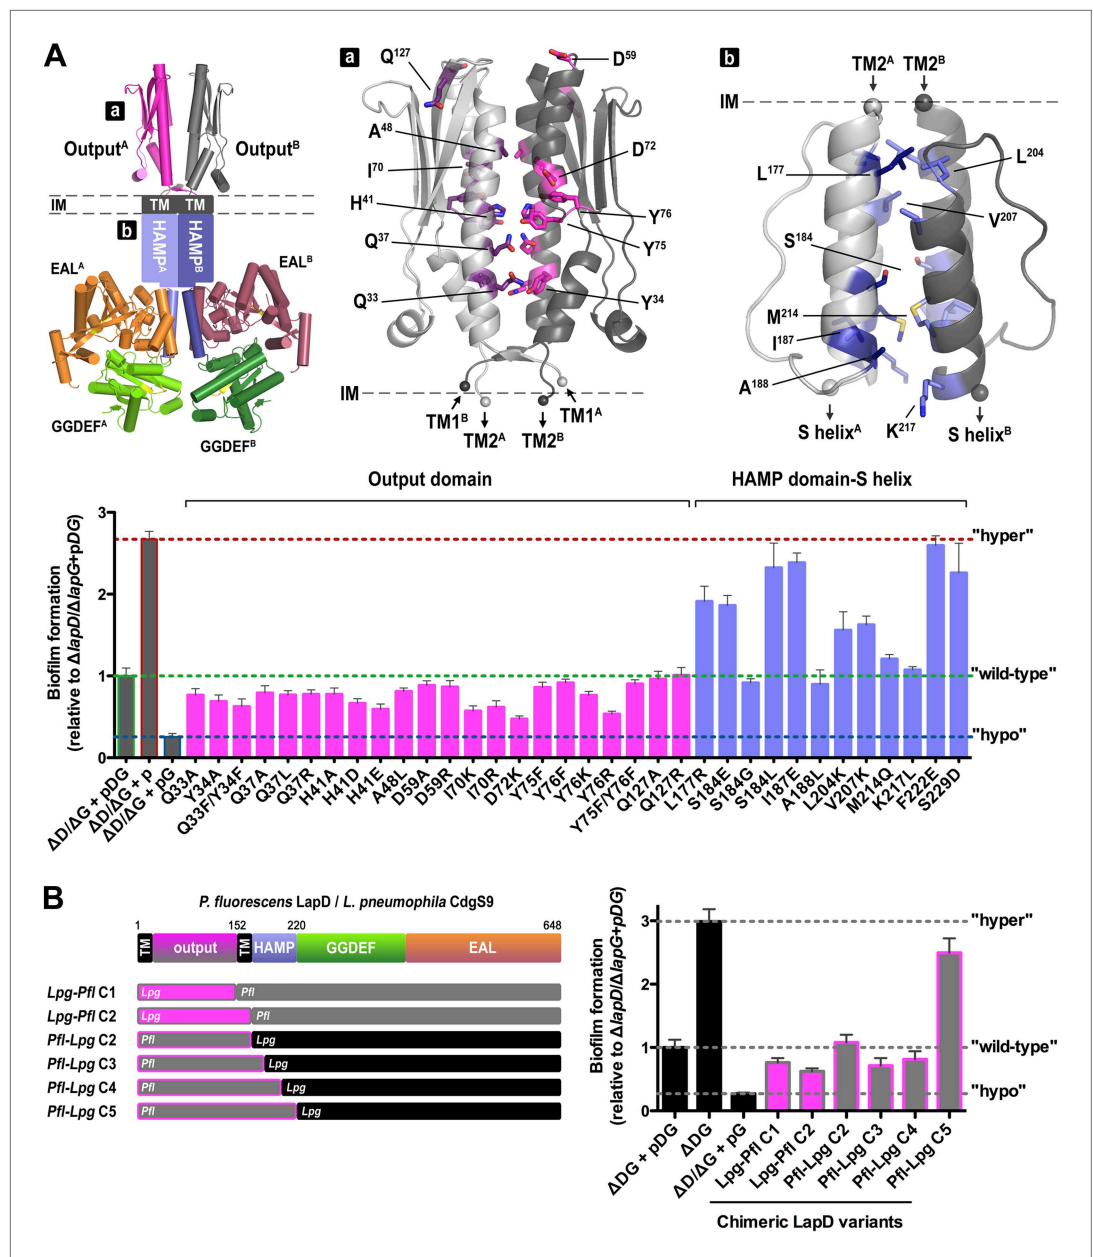 A
a
Output^A
Output^B
IM
TM
TM
b
HAMP^A
HAMP^B
EAL^A
EAL^B
GGDEF^A
GGDEF^B
a
Q^127
D^59
A^48
D^72
I^70
H^41
Y^76
Y^75
Q^37
Q^33
Y^34
IM
TM1^B
TM1^A
TM2^A
TM2^B
b
TM2^A
TM2^B
IM
L^177
L^204
V^207
S^184
M^214
I^187
A^188
K^217
S helix^A
S helix^B
Output domain
HAMP domain-S helix
Biofilm formation
(relative to ΔlapD/ΔlapG+pDG)
3
2
1
0
"hyper"
"wild-type"
"hypo"
ΔD/ΔG + pDG
ΔD/ΔG + p
ΔD/ΔG + pG
Q33A
Y34A
Q33F/Y34F
Q37A
Q37L
Q37R
H41A
H41D
H41E
A48L
D59A
D59R
I70K
I70R
D72K
Y75F
Y76F
Y76K
Y76R
Y75F/Y76F
Q127A
Q127R
L177R
S184E
S184G
S184L
I187E
A188L
L204K
V207K
M214Q
K217L
F222E
S229D
B
P. fluorescens LapD / L. pneumophila CdgS9
1
152
220
648
TM
output
TM
HAMP
GGDEF
EAL
Lpg-Pfl C1
Lpg
Pfl
Lpg-Pfl C2
Lpg
Pfl
Pfl-Lpg C2
Pfl
Lpg
Pfl-Lpg C3
Pfl
Lpg
Pfl-Lpg C4
Pfl
Lpg
Pfl-Lpg C5
Pfl
Lpg
Biofilm formation
(relative to ΔlapD/ΔlapG+pDG)
3
2
1
0
"hyper"
"wild-type"
"hypo"
ΔDG + pDG
ΔDG
ΔD/ΔG + pG
Lpg-Pfl C1
Lpg-Pfl C2
Pfl-Lpg C2
Pfl-Lpg C3
Pfl-Lpg C4
Pfl-Lpg C5
Chimeric LapD variants